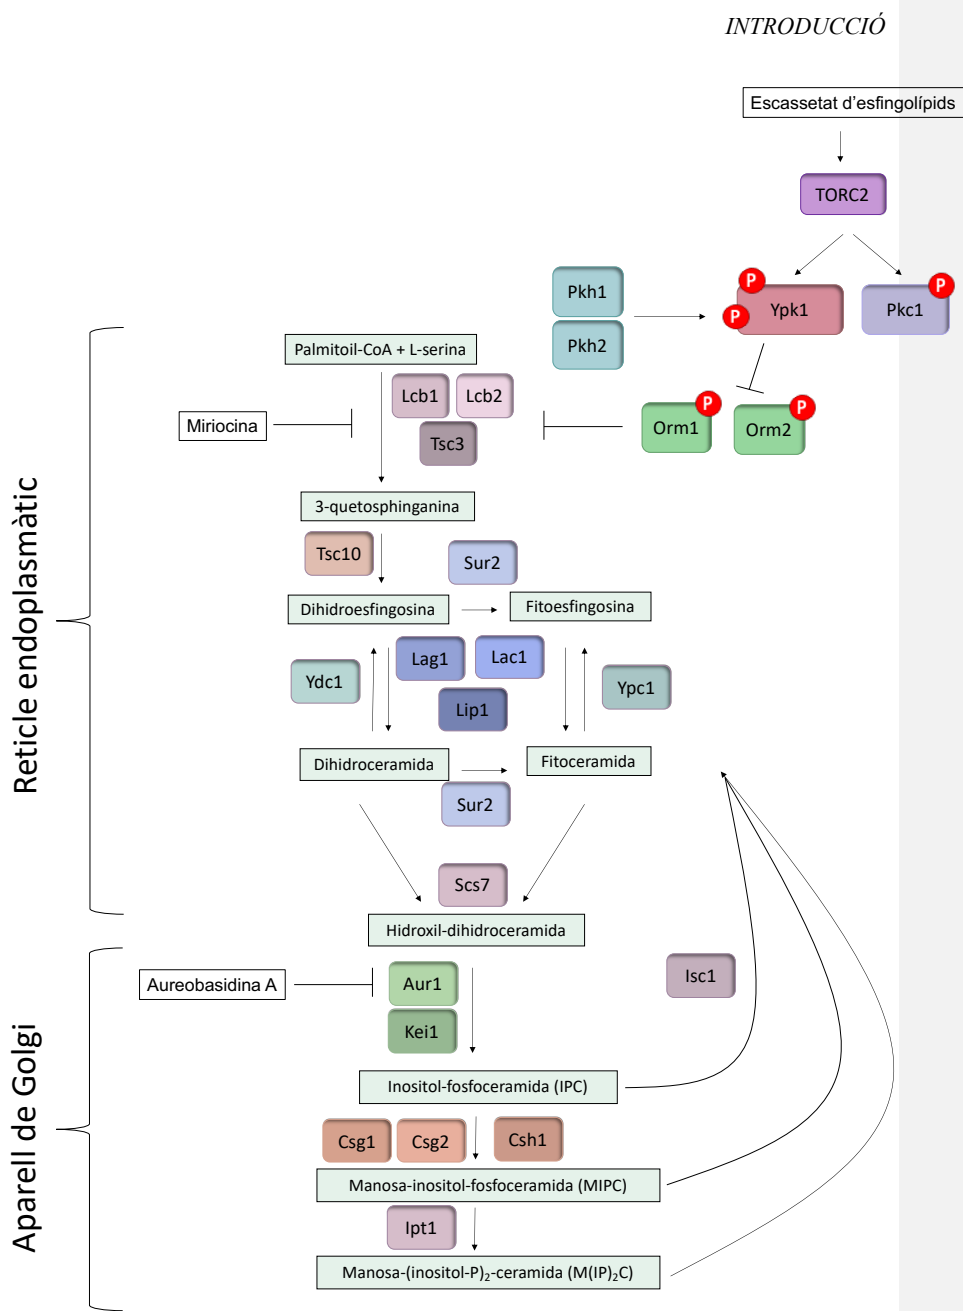 INTRODUCCIÓ
Escassetat d'esfingolípids
TORC2
P
P
P
Ypk1
Pkc1
Pkh1
Pkh2
Palmitoil-CoA + L-serina
Lcb1
Lcb2
Tsc3
Miriocina
P
P
Orm1
Orm2
3-quetosphinganina
Tsc10
Sur2
Dihidroesfingosina
Fitoesfingosina
Ydc1
Lag1
Lac1
Lip1
Ypc1
Dihidroceramida
Fitoceramida
Sur2
Scs7
Hidroxil-dihidroceramida
Reticle endoplasmàtic
Aureobasidina A
Aur1
Kei1
Isc1
Inositol-fosfoceramida (IPC)
Csg1
Csg2
Csh1
Manosa-inositol-fosfoceramida (MIPC)
Ipt1
Manosa-(inositol-P)₂-ceramida (M(IP)₂C)
Aparell de Golgi